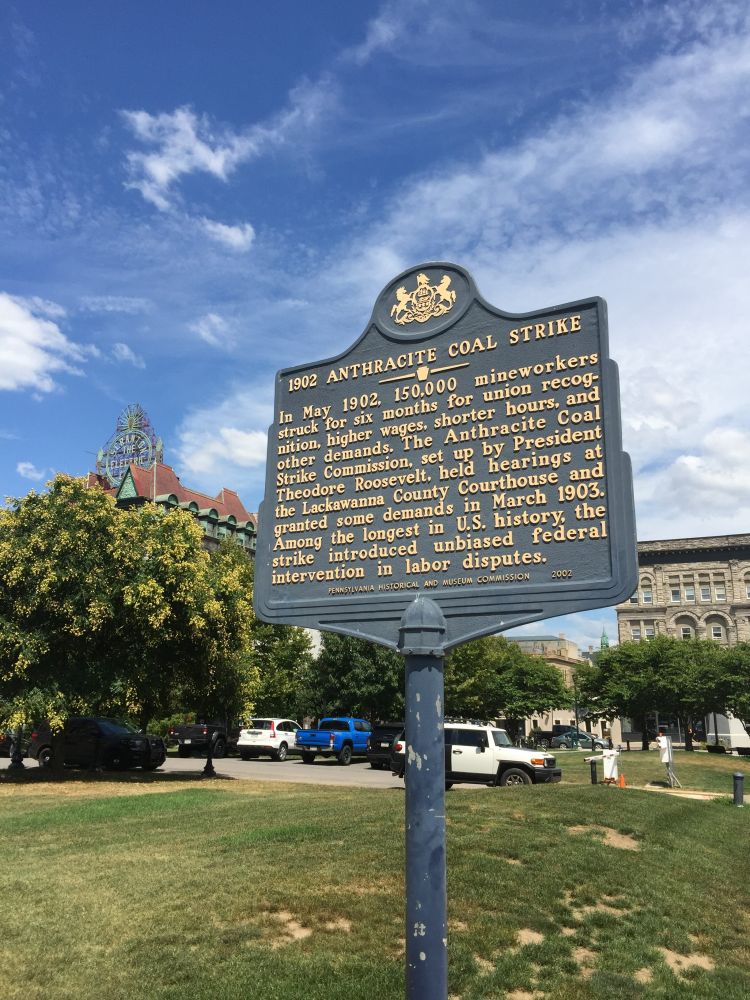 1902 ANTHRACITE COAL STRIKE
In May 1902, 150,000 mineworkers
struck for six months for union recog-
nition, higher wages, shorter hours, and
other demands. The Anthracite Coal
Strike Commission, set up by President
Theodore Roosevelt, held hearings at
the Lackawanna County Courthouse and
granted some demands in March 1903.
Among the longest in U.S. history, the
strike introduced unbiased federal
intervention in labor disputes.
PENNSYLVANIA HISTORICAL AND MUSEUM COMMISSION 2002
THE
ELECTRIC